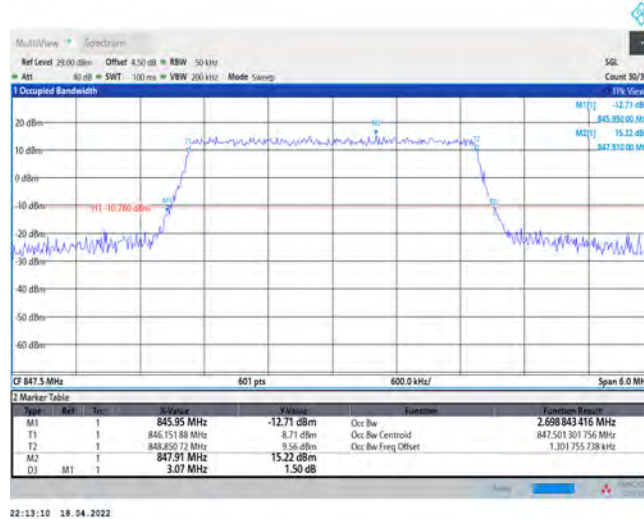 MultiView Spectrum
Ref Level 29.00 dBm Offset 4.50 dB RBW 50 kHz SGL
Att 40 dB SWT 100 ms VBW 200 kHz Mode Sweep Count 30/3
1 Occupied Bandwidth 1Pk View
M1[1] -12.71 dB
845.950 00 M
M2[1] 15.22 dB
847.910 00 M
20 dBm
T1 M2 T2
10 dBm
0 dBm
M1 D3
-10 dBm H1 -10.780 dBm
-20 dBm
-30 dBm
-40 dBm
-50 dBm
-60 dBm
CF 847.5 MHz 601 pts 600.0 kHz/ Span 6.0 MH
2 Marker Table
Type Ref Trc X-Value Y-Value Function Function Result
M1 1 845.95 MHz -12.71 dBm Occ Bw 2.698 843 416 MHz
T1 1 846.151 88 MHz 8.71 dBm Occ Bw Centroid 847.501 301 756 MHz
T2 1 848.850 72 MHz 9.56 dBm Occ Bw Freq Offset 1.301 755 738 kHz
M2 1 847.91 MHz 15.22 dBm
D3 M1 1 3.07 MHz 1.50 dB
22:13:10 18.04.2022